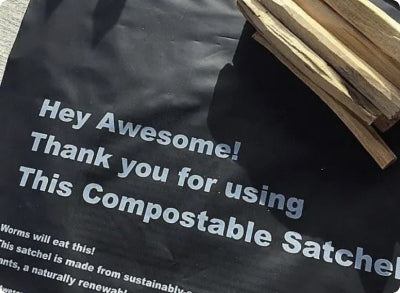 Hey Awesome!
Thank you for using
This Compostable Satchel
Worms will eat this!
This satchel is made from sustainably
a naturally